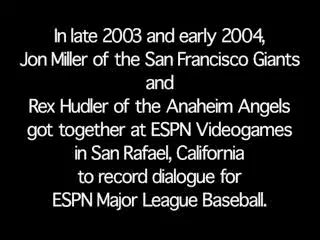 In late 2003 and early 2004,
Jon Miller of the San Francisco Giants
and
Rex Hudler of the Anaheim Angels
got together at ESPN Videogames
in San Rafael, California
to record dialogue for
ESPN Major League Baseball.